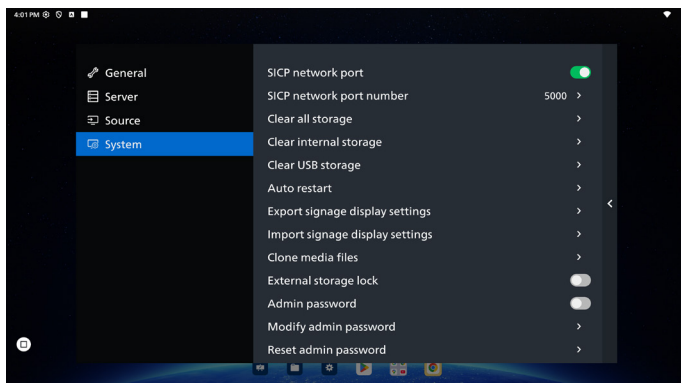 4:01 PM
General
Server
Source
System
SICP network port
SICP network port number 5000
Clear all storage
Clear internal storage
Clear USB storage
Auto restart
Export signage display settings
Import signage display settings
Clone media files
External storage lock
Admin password
Modify admin password
Reset admin password